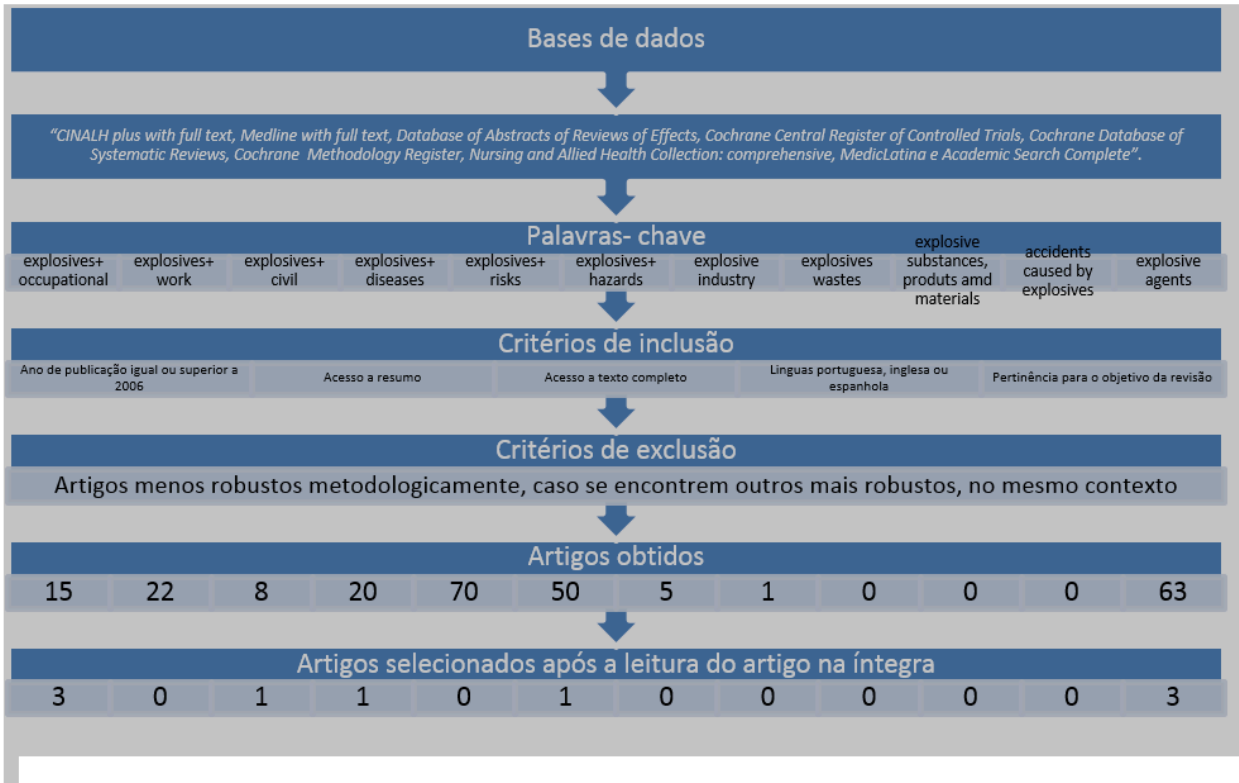 Bases de dados
"CINALH plus with full text, Medline with full text, Database of Abstracts of Reviews of Effects, Cochrane Central Register of Controlled Trials, Cochrane Database of
Systematic Reviews, Cochrane Methodology Register, Nursing and Allied Health Collection: comprehensive, MedicLatina e Academic Search Complete".
Palavras- chave
explosives+
occupational
explosives+
work
explosives+
civil
explosives+
diseases
explosives+
risks
explosives+
hazards
explosive
industry
explosives
wastes
explosive
substances,
produts amd
materials
accidents
caused by
explosives
explosive
agents
Critérios de inclusão
Ano de publicação igual ou superior a
2006
Acesso a resumo
Acesso a texto completo
Linguas portuguesa, inglesa ou
espanhola
Pertinência para o objetivo da revisão
Critérios de exclusão
Artigos menos robustos metodologicamente, caso se encontrem outros mais robustos, no mesmo contexto
Artigos obtidos
15 22 8 20 70 50 5 1 0 0 0 63
Artigos selecionados após a leitura do artigo na íntegra
3 0 1 1 0 1 0 0 0 0 0 3